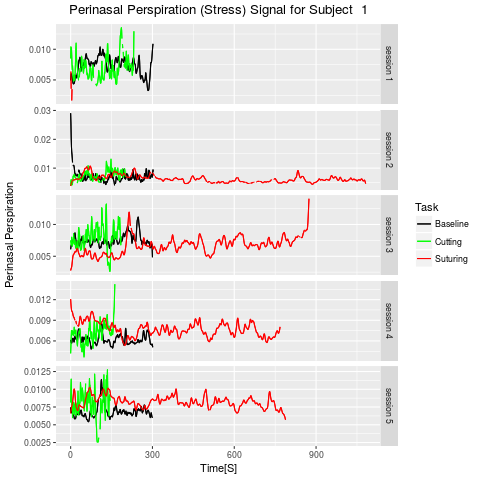 Perinasal Perspiration (Stress) Signal for Subject 1
0.010
0.005
session 1
0.03
0.02
0.01
session 2
0.010
0.005
session 3
0.012
0.009
0.006
session 4
0.0125
0.0100
0.0075
0.0050
0.0025
session 5
0
300
600
900
Time[S]
Perinasal Perspiration
Task
Baseline
Cutting
Suturing